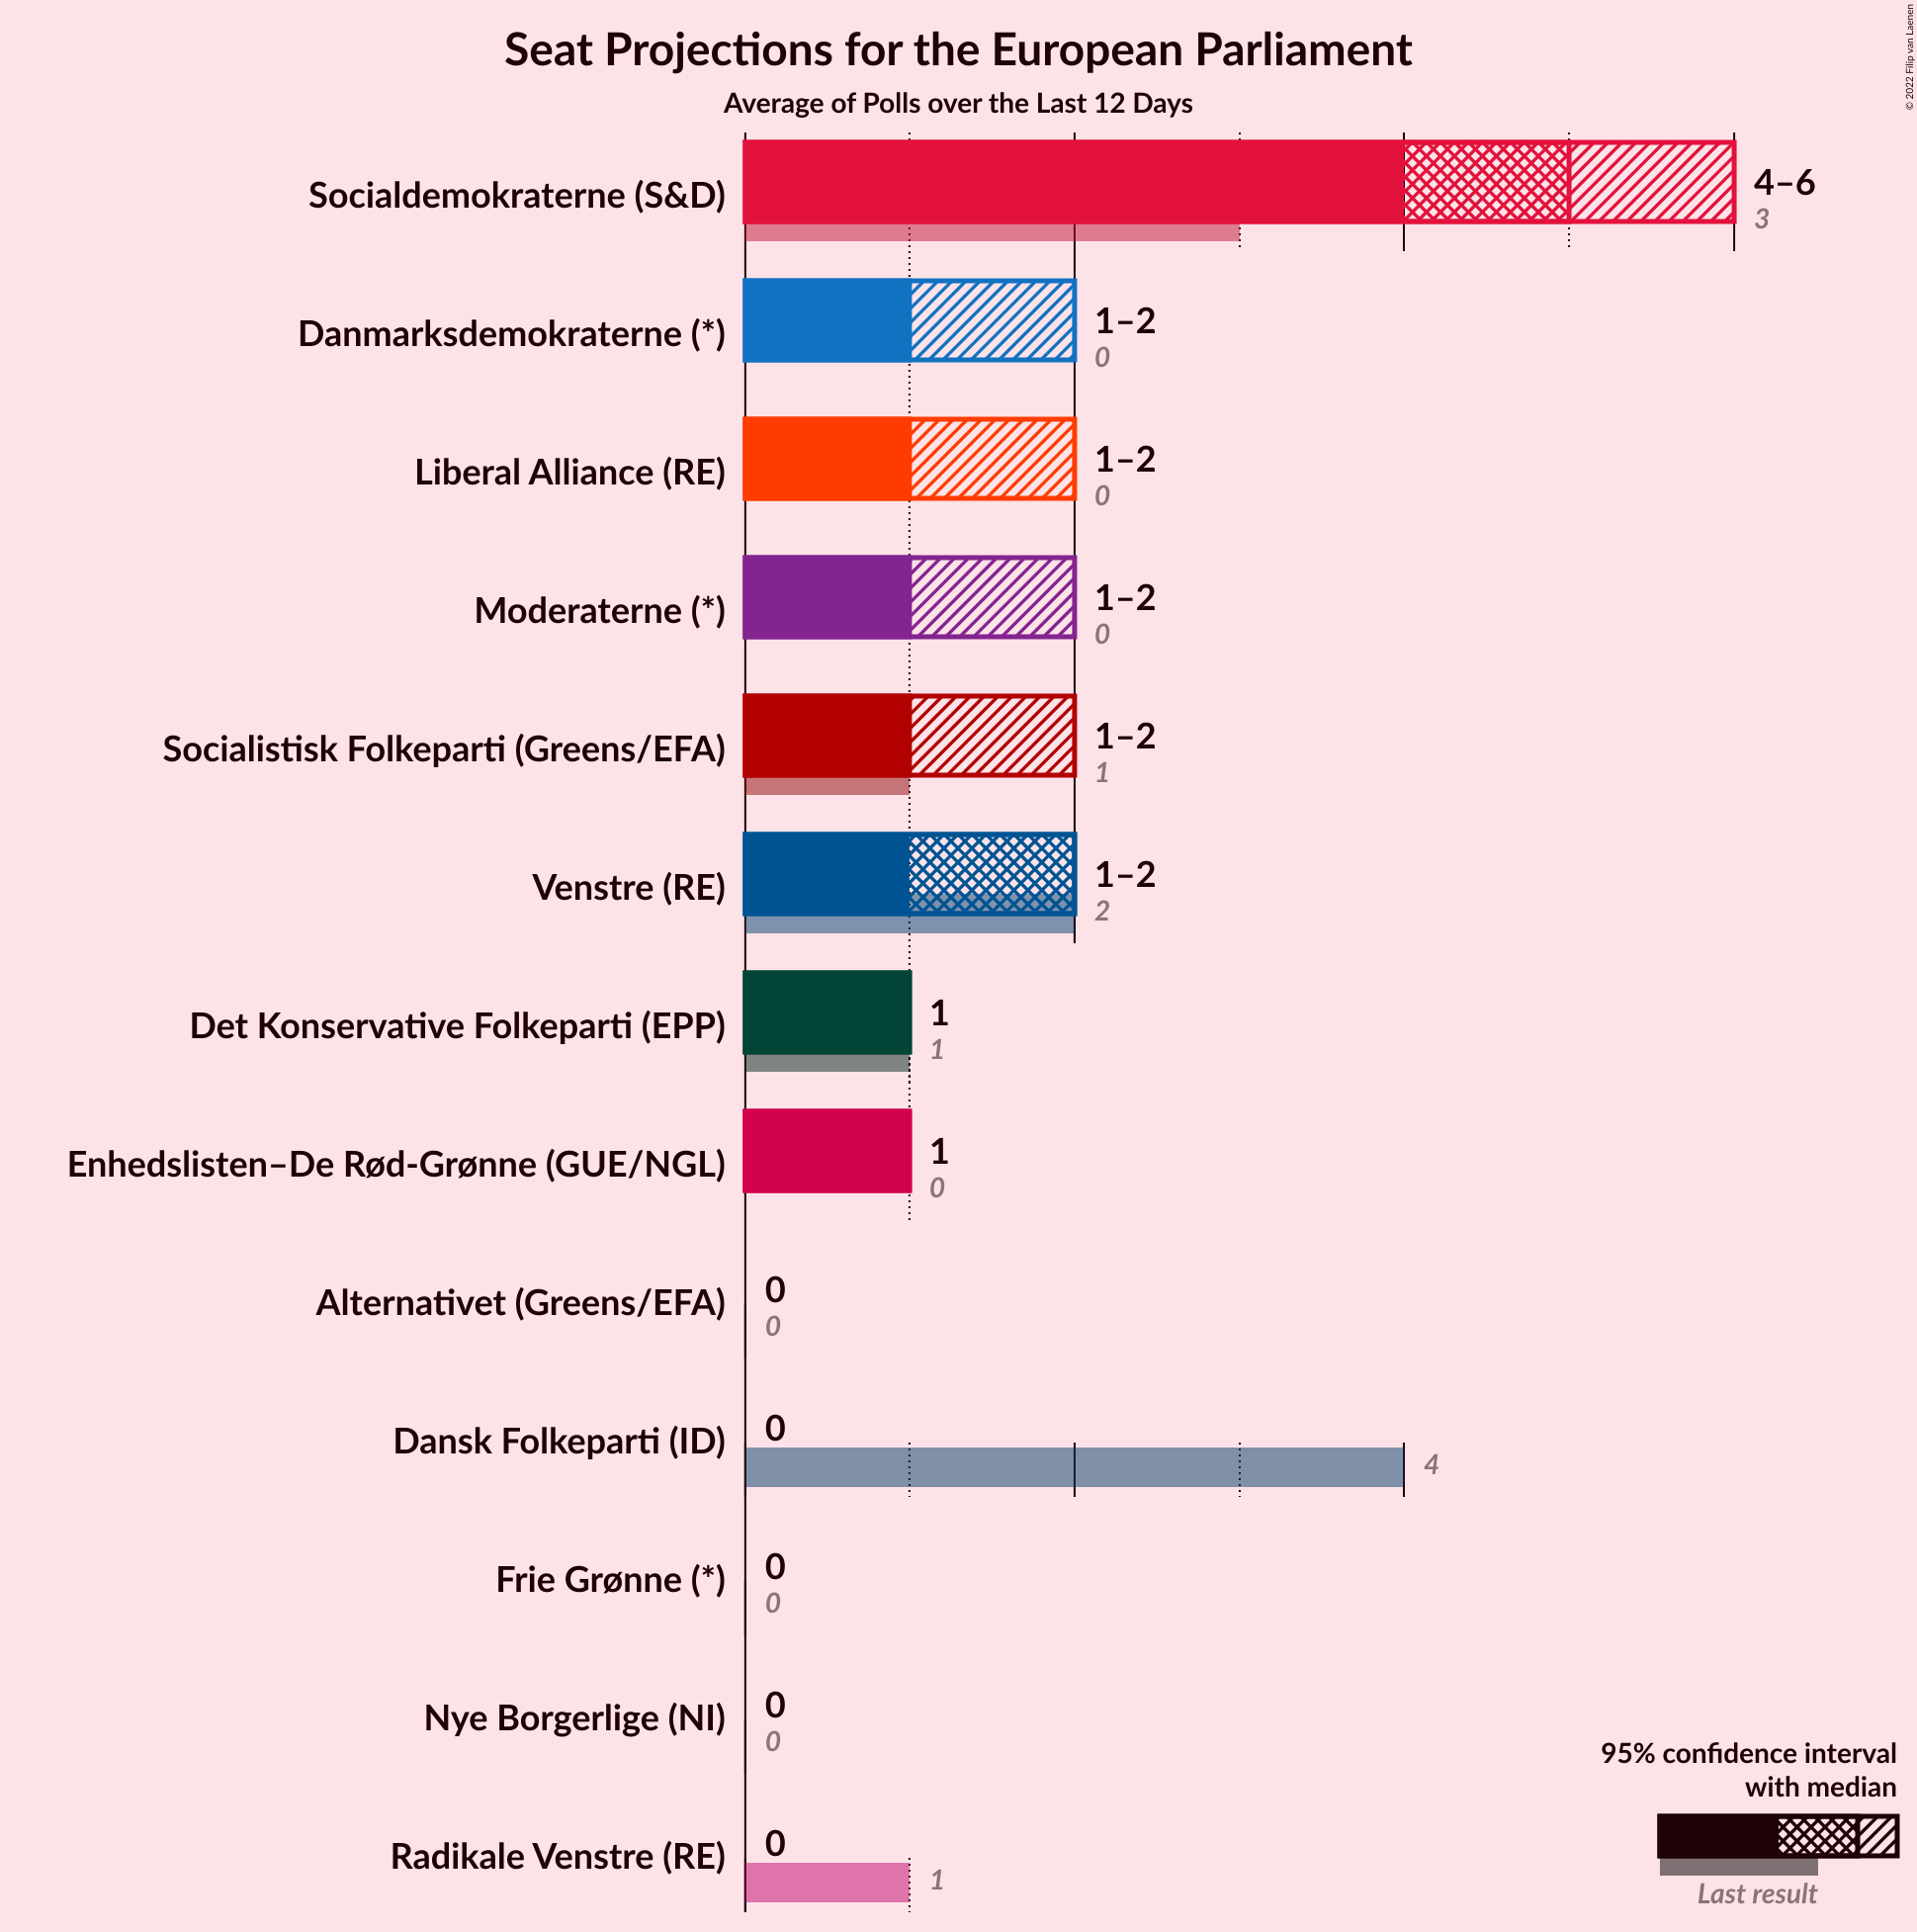 Seat Projections for the European Parliament
Average of Polls over the Last 12 Days
© 2022 Filip van Laenen
Socialdemokraterne (S&D)
4–6
3
Danmarksdemokraterne (*)
1–2
0
Liberal Alliance (RE)
1–2
0
Moderaterne (*)
1–2
0
Socialistisk Folkeparti (Greens/EFA)
1–2
1
Venstre (RE)
1–2
2
Det Konservative Folkeparti (EPP)
1
1
Enhedslisten–De Rød-Grønne (GUE/NGL)
1
0
Alternativet (Greens/EFA)
0
0
Dansk Folkeparti (ID)
0
4
Frie Grønne (*)
0
0
Nye Borgerlige (NI)
0
0
Radikale Venstre (RE)
0
1
95% confidence interval
with median
Last result